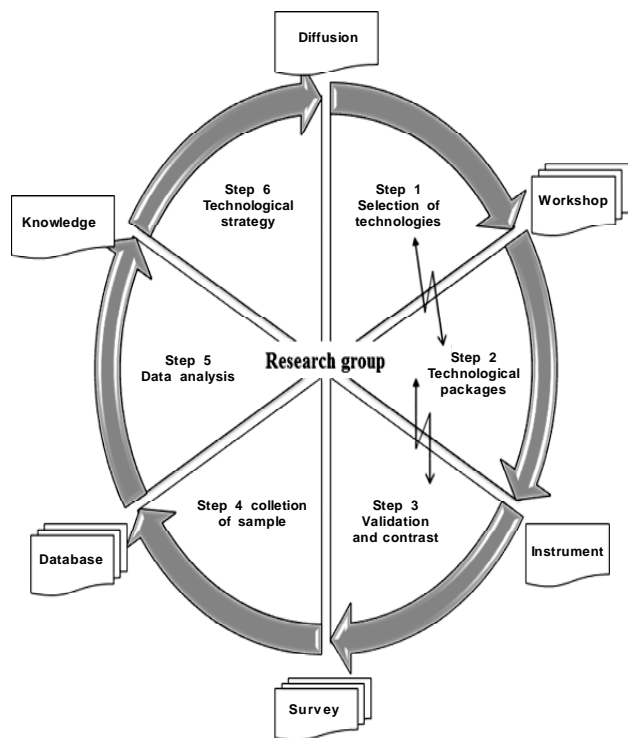 Diffusion
Step 6
Technological
strategy
Step 1
Selection of
technologies
Knowledge
Workshop
Step 5
Data analysis
Research group
Step 2
Technological
packages
Step 4 colletion
of sample
Step 3
Validation
and contrast
Database
Instrument
Survey